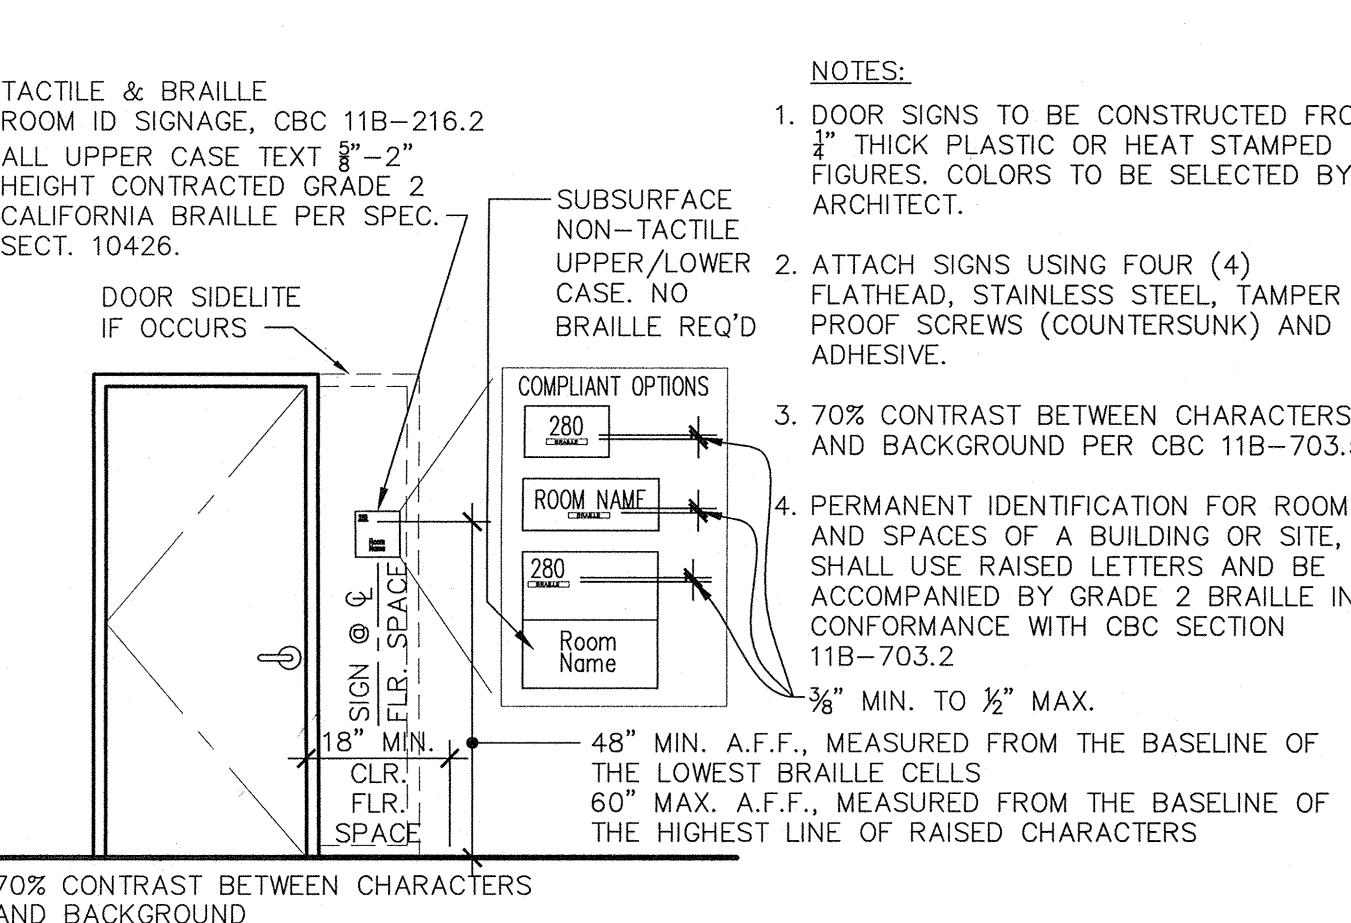 TACTILE & BRAILLE
ROOM ID SIGNAGE, CBC 11B-216.2
ALL UPPER CASE TEXT 5/8"-2"
HEIGHT CONTRACTED GRADE 2
CALIFORNIA BRAILLE PER SPEC.
SECT. 10426.
DOOR SIDELITE
IF OCCURS
SUBSURFACE
NON-TACTILE
UPPER/LOWER
CASE. NO
BRAILLE REQ'D
COMPLIANT OPTIONS
280
BRAILLE
ROOM NAME
BRAILLE
280
BRAILLE
Room
Name
Room
Name
SIGN @ CL
FLR. SPACE
18" MIN.
CLR.
FLR.
SPACE
NOTES:
1. DOOR SIGNS TO BE CONSTRUCTED FRO
1/4" THICK PLASTIC OR HEAT STAMPED
FIGURES. COLORS TO BE SELECTED BY
ARCHITECT.
2. ATTACH SIGNS USING FOUR (4)
FLATHEAD, STAINLESS STEEL, TAMPER
PROOF SCREWS (COUNTERSUNK) AND
ADHESIVE.
3. 70% CONTRAST BETWEEN CHARACTERS
AND BACKGROUND PER CBC 11B-703.
4. PERMANENT IDENTIFICATION FOR ROOM
AND SPACES OF A BUILDING OR SITE,
SHALL USE RAISED LETTERS AND BE
ACCOMPANIED BY GRADE 2 BRAILLE IN
CONFORMANCE WITH CBC SECTION
11B-703.2
3/8" MIN. TO 1/2" MAX.
48" MIN. A.F.F., MEASURED FROM THE BASELINE OF
THE LOWEST BRAILLE CELLS
60" MAX. A.F.F., MEASURED FROM THE BASELINE OF
THE HIGHEST LINE OF RAISED CHARACTERS
70% CONTRAST BETWEEN CHARACTERS
AND BACKGROUND